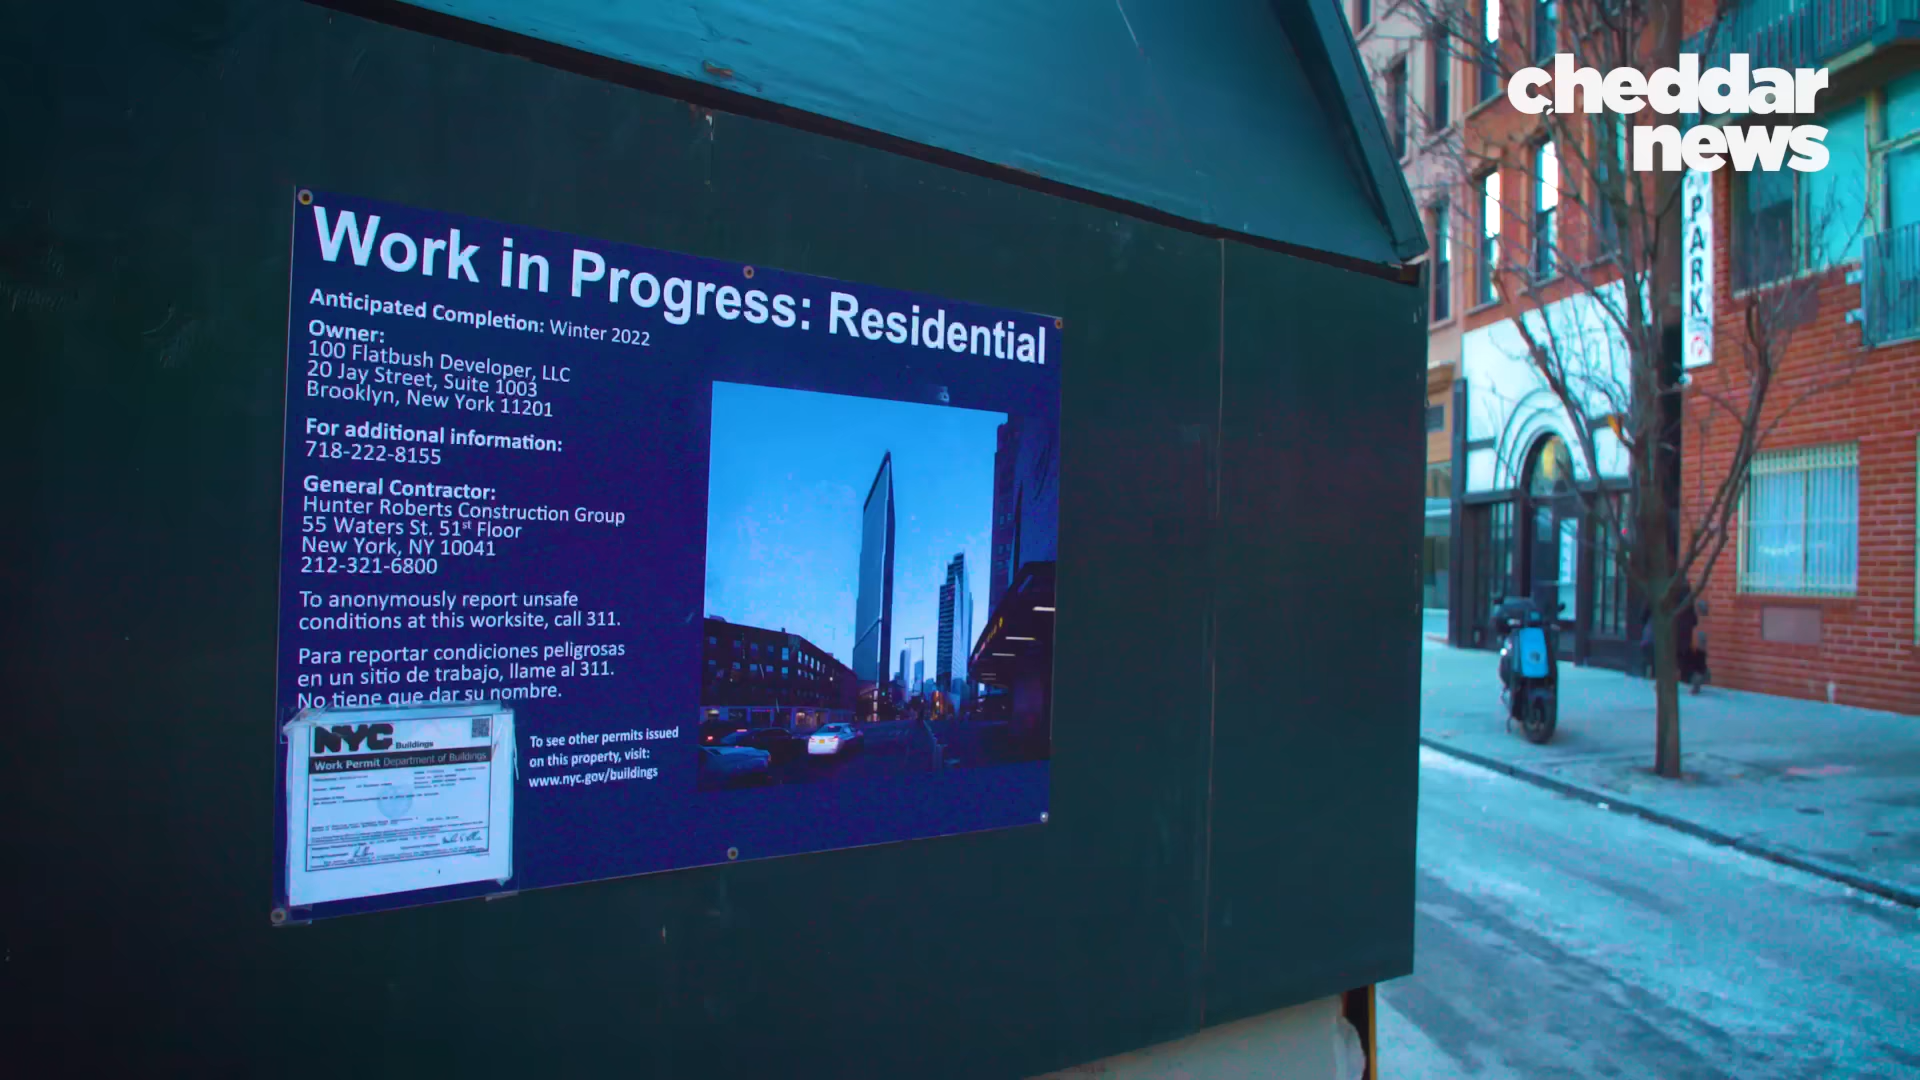 cheddar
news
PARK
Work in Progress: Residential
Anticipated Completion: Winter 2022
Owner:
100 Flatbush Developer, LLC
20 Jay Street, Suite 1003
Brooklyn, New York 11201
For additional information:
718-222-8155
General Contractor:
Hunter Roberts Construction Group
55 Waters St. 51st Floor
New York, NY 10041
212-321-6800
To anonymously report unsafe
conditions at this worksite, call 311.
Para reportar condiciones peligrosas
en un sitio de trabajo, llame al 311.
No tiene que dar su nombre.
NYC Buildings
Work Permit Department of Buildings
To see other permits issued
on this property, visit:
www.nyc.gov/buildings